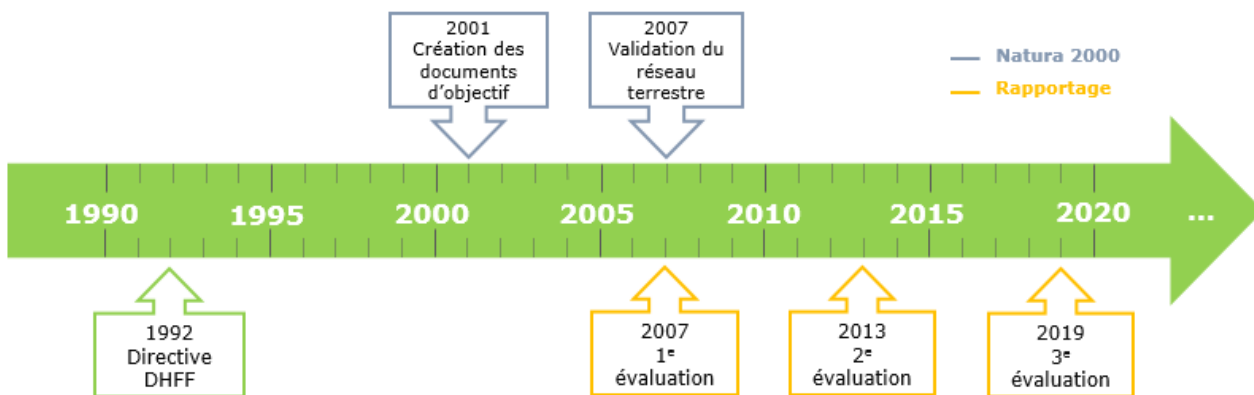 2001
Création des
documents
d'objectif
2007
Validation du
réseau
terrestre
Natura 2000
Rapportage
1990 1995 2000 2005 2010 2015 2020 ...
1992
Directive
DHFF
2007
1ᵉ
évaluation
2013
2ᵉ
évaluation
2019
3ᵉ
évaluation